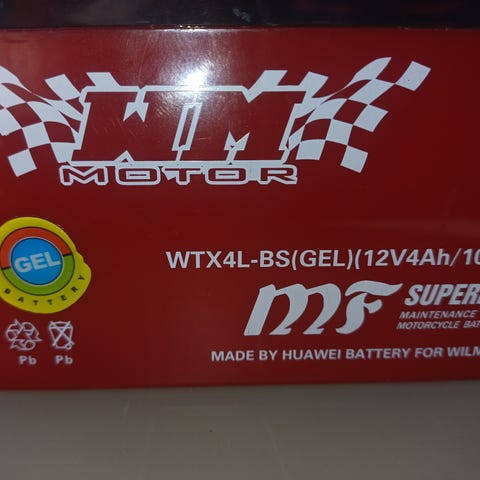 WM
MOTOR
GEL
BATTERY
WTX4L-BS(GEL)(12V4Ah/10
MF SUPER
MAINTENANCE
MOTORCYCLE BAT
Pb Pb
MADE BY HUAWEI BATTERY FOR WILM